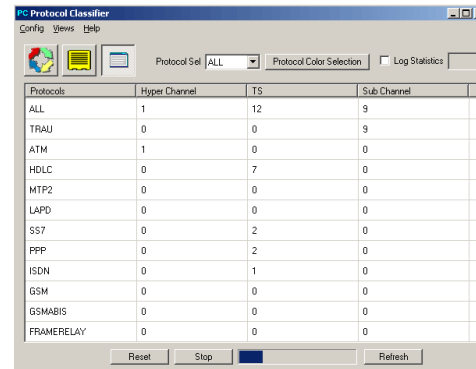 PC Protocol Classifier
Config Views Help
Protocol Sel ALL Protocol Color Selection Log Statistics
Protocols Hyper Channel TS Sub Channel
ALL 1 12 9
TRAU 0 0 9
ATM 1 0 0
HDLC 0 7 0
MTP2 0 0 0
LAPD 0 0 0
SS7 0 2 0
PPP 0 2 0
ISDN 0 1 0
GSM 0 0 0
GSMABIS 0 0 0
FRAMERELAY 0 0 0
Reset Stop Refresh